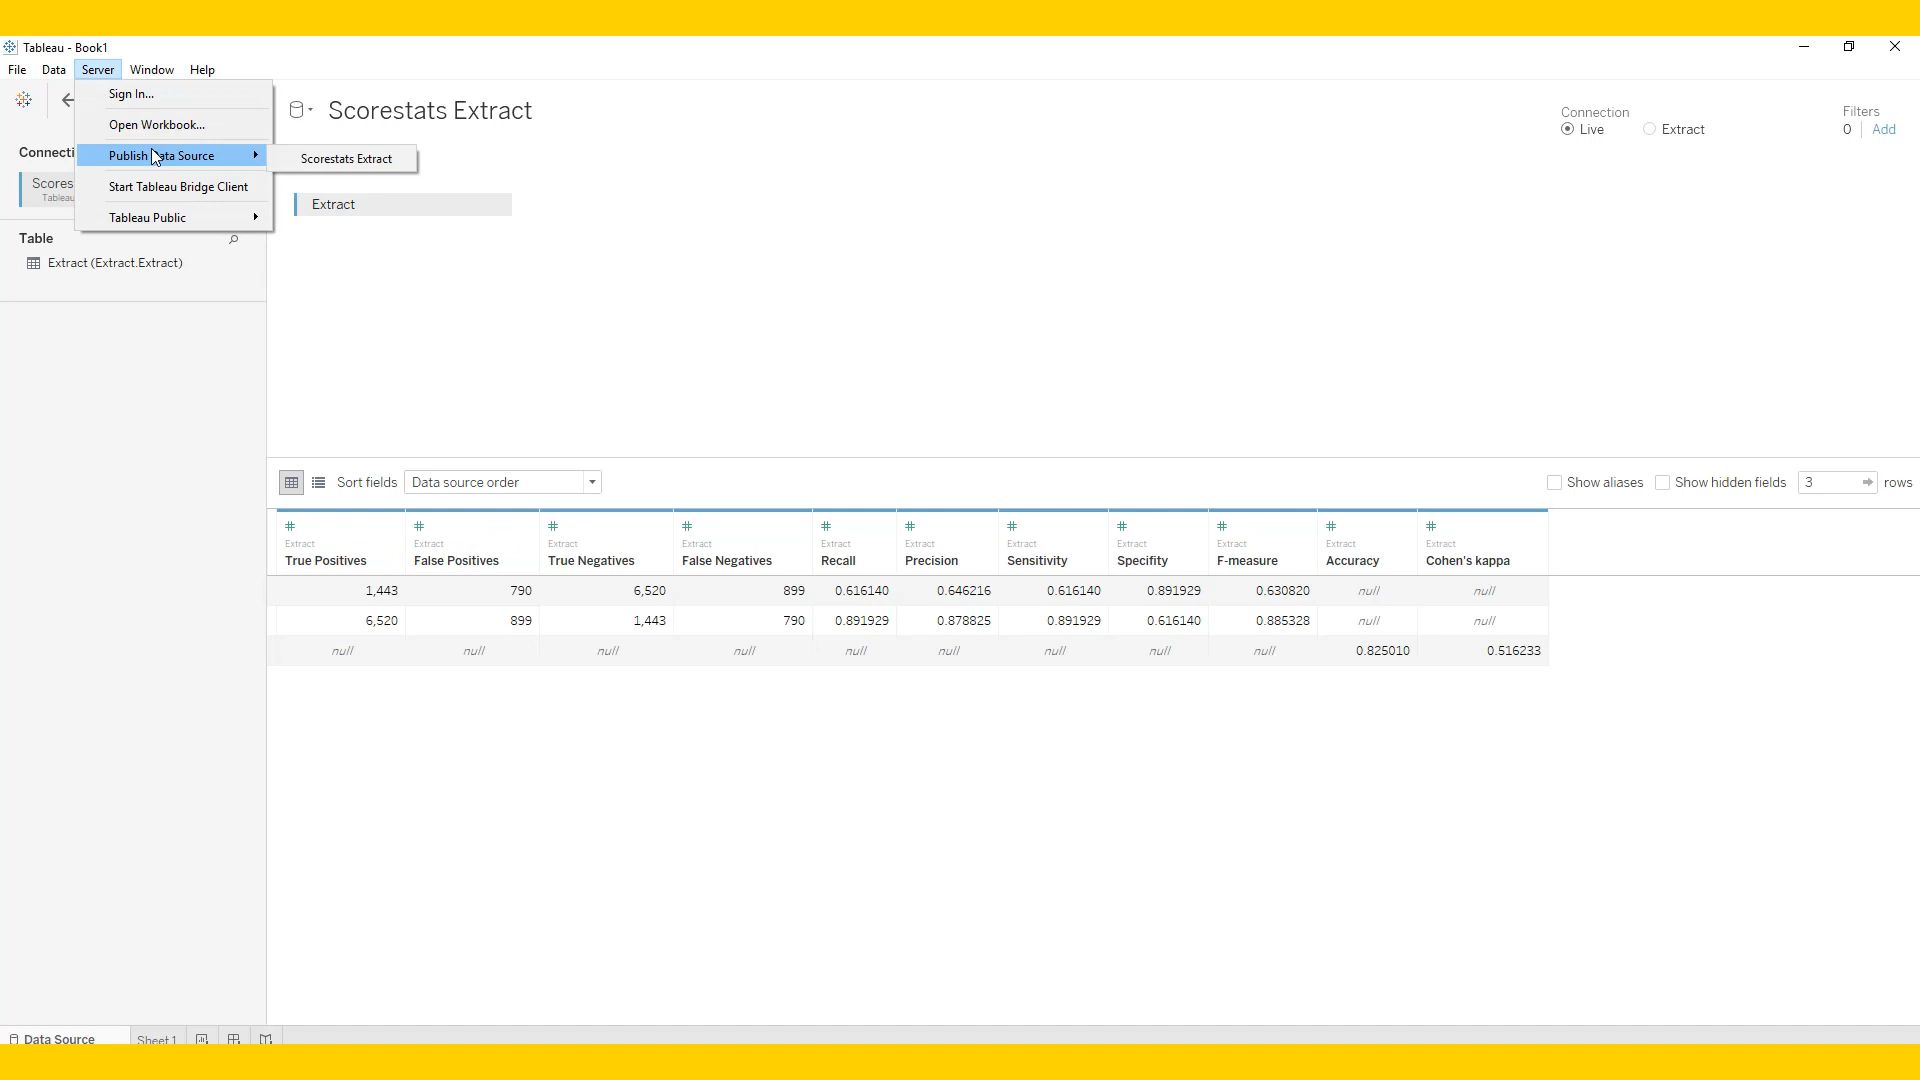 Tableau - Book1
File Data Server Window Help
Sign In...
Open Workbook...
Publish Data Source
Scorestats Extract
Start Tableau Bridge Client
Tableau Public
Scorestats Extract
Connection
Live Extract
Filters
0 Add
Connecti
Scores
Tableau
Extract
Table
Extract (Extract.Extract)
Sort fields Data source order
Show aliases Show hidden fields 3 rows
# # # # # # # # # # #
Extract Extract Extract Extract Extract Extract Extract Extract Extract Extract Extract
True Positives False Positives True Negatives False Negatives Recall Precision Sensitivity Specifity F-measure Accuracy Cohen's kappa
1,443 790 6,520 899 0.616140 0.646216 0.616140 0.891929 0.630820 null null
6,520 899 1,443 790 0.891929 0.878825 0.891929 0.616140 0.885328 null null
null null null null null null null null null 0.825010 0.516233
Data Source Sheet 1